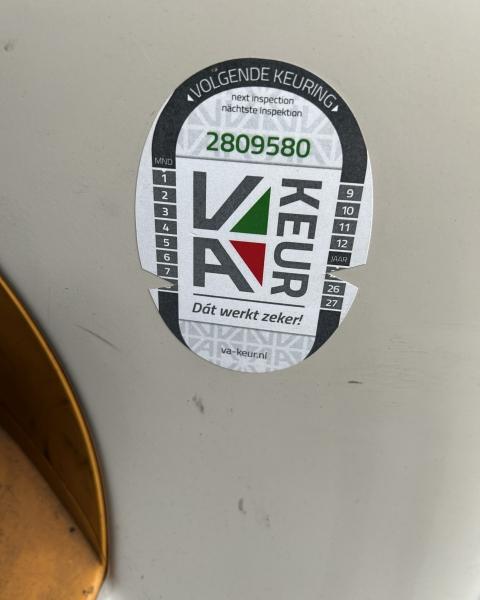 VOLGENDE KEURING
next inspection
nächste Inspektion
2809580
MND
1
2
3
4
5
6
7
VA
KEUR
9
10
11
12
JAAR
26
27
Dát werkt zeker!
va-keur.nl